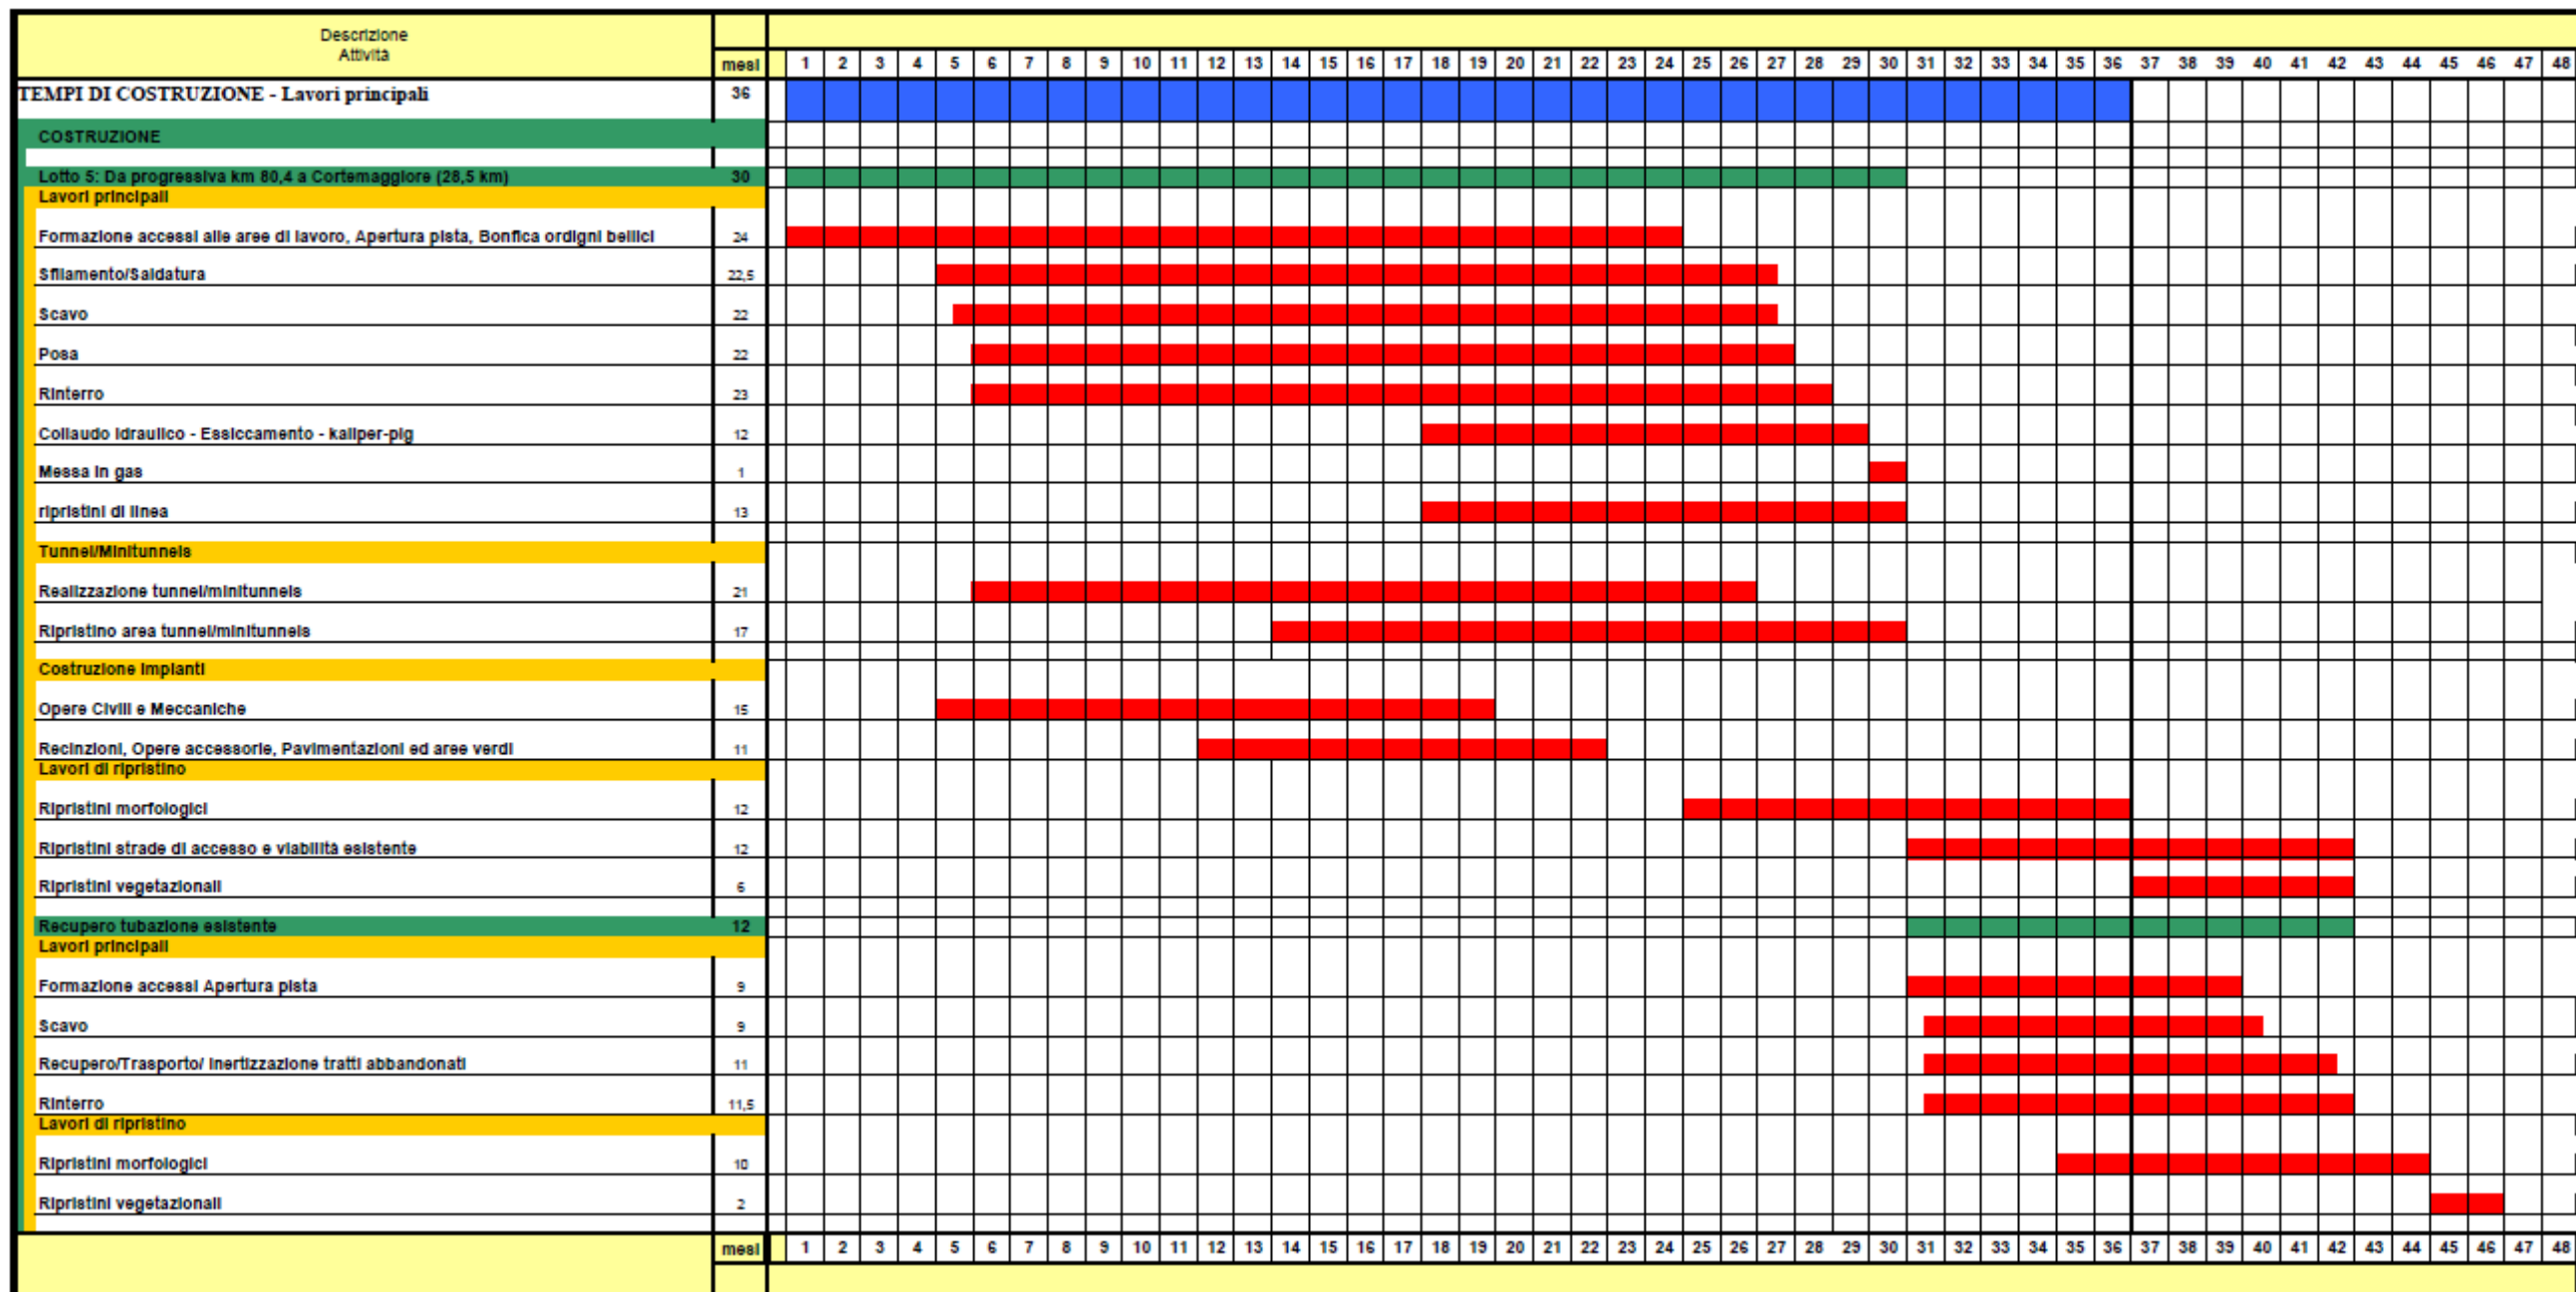 Descrizione
Attività
mesi 1 2 3 4 5 6 7 8 9 10 11 12 13 14 15 16 17 18 19 20 21 22 23 24 25 26 27 28 29 30 31 32 33 34 35 36 37 38 39 40 41 42 43 44 45 46 47 48
TEMPI DI COSTRUZIONE - Lavori principali 36
COSTRUZIONE
Lotto 5: Da progressiva km 80,4 a Cortemaggiore (28,5 km) 30
Lavori principali
Formazione accessi alle aree di lavoro, Apertura pista, Bonfica ordigni bellici 24
Sfilamento/Saldatura 22,5
Scavo 22
Posa 22
Rinterro 23
Collaudo idraulico - Essiccamento - kaliper-pig 12
Messa in gas 1
ripristini di linea 13
Tunnel/Minitunnels
Realizzazione tunnel/minitunnels 21
Ripristino area tunnel/minitunnels 17
Costruzione Impianti
Opere Civili e Meccaniche 15
Recinzioni, Opere accessorie, Pavimentazioni ed aree verdi 11
Lavori di ripristino
Ripristini morfologici 12
Ripristini strade di accesso e viabilità esistente 12
Ripristini vegetazionali 6
Recupero tubazione esistente 12
Lavori principali
Formazione accessi Apertura pista 9
Scavo 9
Recupero/Trasporto/ Inertizzazione tratti abbandonati 11
Rinterro 11,5
Lavori di ripristino
Ripristini morfologici 10
Ripristini vegetazionali 2
mesi 1 2 3 4 5 6 7 8 9 10 11 12 13 14 15 16 17 18 19 20 21 22 23 24 25 26 27 28 29 30 31 32 33 34 35 36 37 38 39 40 41 42 43 44 45 46 47 48